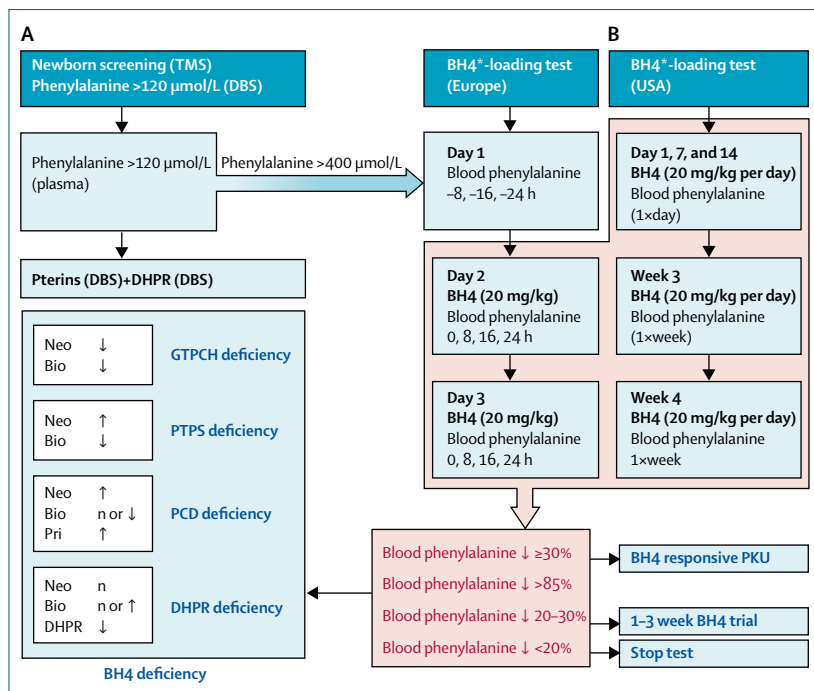 A
Newborn screening (TMS)
Phenylalanine >120 µmol/L (DBS)
Phenylalanine >120 µmol/L
(plasma)
Phenylalanine >400 µmol/L
Pterins (DBS)+DHPR (DBS)
Neo ↓
Bio ↓
GTPCH deficiency
Neo ↑
Bio ↓
PTPS deficiency
Neo ↑
Bio n or ↓
Pri ↑
PCD deficiency
Neo n
Bio n or ↑
DHPR ↓
DHPR deficiency
BH4 deficiency
BH4*-loading test
(Europe)
Day 1
Blood phenylalanine
–8, –16, –24 h
Day 2
BH4 (20 mg/kg)
Blood phenylalanine
0, 8, 16, 24 h
Day 3
BH4 (20 mg/kg)
Blood phenylalanine
0, 8, 16, 24 h
B
BH4*-loading test
(USA)
Day 1, 7, and 14
BH4 (20 mg/kg per day)
Blood phenylalanine
(1×day)
Week 3
BH4 (20 mg/kg per day)
Blood phenylalanine
(1×week)
Week 4
BH4 (20 mg/kg per day)
Blood phenylalanine
1×week
Blood phenylalanine ↓ ≥30%
Blood phenylalanine ↓ >85%
Blood phenylalanine ↓ 20–30%
Blood phenylalanine ↓ <20%
BH4 responsive PKU
1–3 week BH4 trial
Stop test